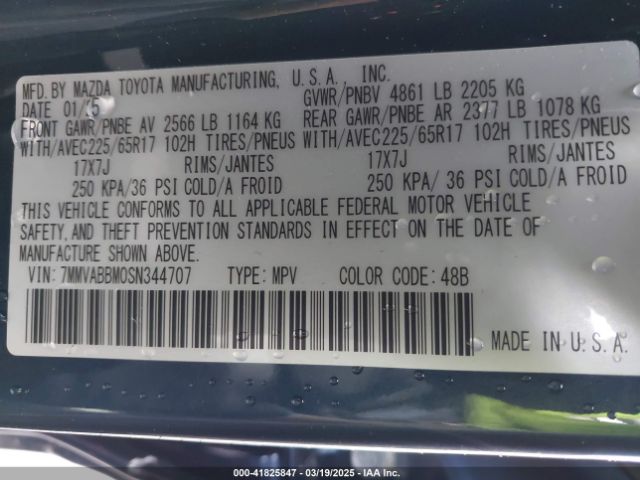 MFD. BY MAZDA TOYOTA MANUFACTURING, U.S.A., INC.
DATE GVWR/PNBV 4861 LB 2205 KG
FRONT GAWR/PNBE AV 2566 LB 1164 KG REAR GAWR/PNBE AR 2377 LB 1078 KG
WITH/AVEC225/65R17 102H TIRES/PNEUS WITH/AVEC225/65R17 102H TIRES/PNEUS
17X7J RIMS/JANTES 17X7J RIMS/JANTES
250 KPA/36 PSI COLD/A FROID 250 KPA/ 36 PSI COLD/A FROID
THIS VEHICLE CONFORMS TO ALL APPLICABLE FEDERAL MOTOR VEHICLE
SAFETY, AND THEFT PREVENTION STANDARDS IN EFFECT ON THE DATE OF
MANUFACTURE SHOWN ABOVE.
VIN: 7MMVABBM0SN344707 TYPE: MPV COLOR CODE: 48B
MADE IN U.S.A.
000-41825847 - 03/19/2025 - IAA Inc.